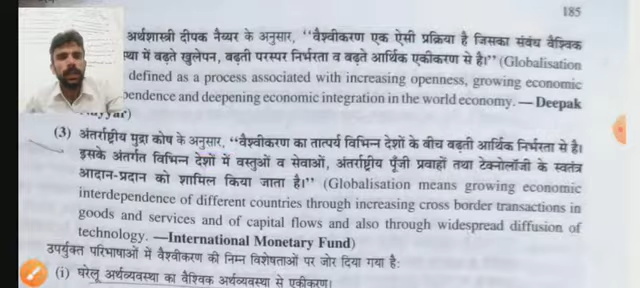 185
अर्थशास्त्री दीपक नैय्यर के अनुसार, "वैश्वीकरण एक ऐसी प्रक्रिया है जिसका संबंध वैश्विक
में बढ़ते खुलेपन, बढ़ती परस्पर निर्भरता व बढ़ते आर्थिक एकीकरण से है।" (Globalisation
defined as a process associated with increasing openness, growing economic
and deepening economic integration in the world economy. — Deepak
(3) अंतर्राष्ट्रीय मुद्रा कोष के अनुसार, "वैश्वीकरण का तात्पर्य विभिन्न देशों के बीच बढ़ती आर्थिक निर्भरता से है।
इसके अंतर्गत विभिन्न देशों में वस्तुओं व सेवाओं, अंतर्राष्ट्रीय पूँजी प्रवाहों तथा टेक्नोलॉजी के स्वतंत्र
आदान-प्रदान को शामिल किया जाता है।" (Globalisation means growing economic
interdependence of different countries through increasing cross border transactions in
goods and services and of capital flows and also through widespread diffusion of
technology. —International Monetary Fund)
उपर्युक्त परिभाषाओं में वैश्वीकरण की निम्न विशेषताओं पर जोर दिया गया है:
(i) घरेलू अर्थव्यवस्था का वैश्विक अर्थव्यवस्था से एकीकरण।